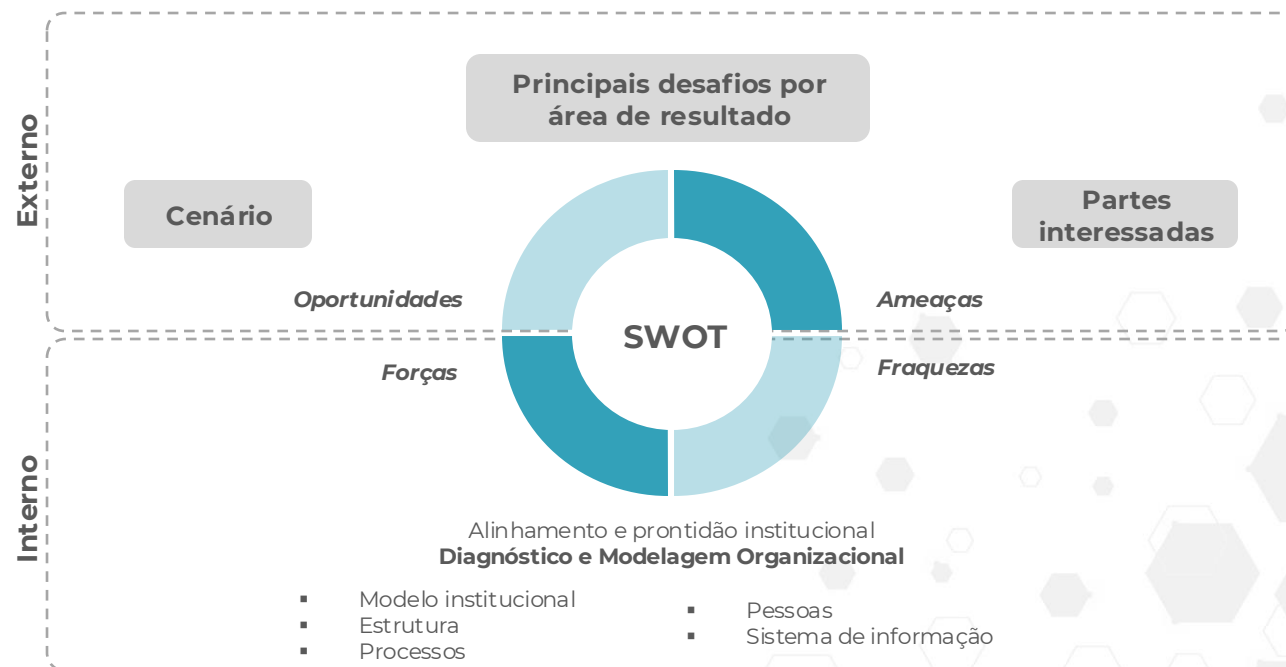 Externo
Principais desafios por
área de resultado
Cenário
Partes
interessadas
Oportunidades
Ameaças
SWOT
Interno
Forças
Fraquezas
Alinhamento e prontidão institucional
Diagnóstico e Modelagem Organizacional
▪ Modelo institucional
▪ Estrutura
▪ Processos
▪ Pessoas
▪ Sistema de informação